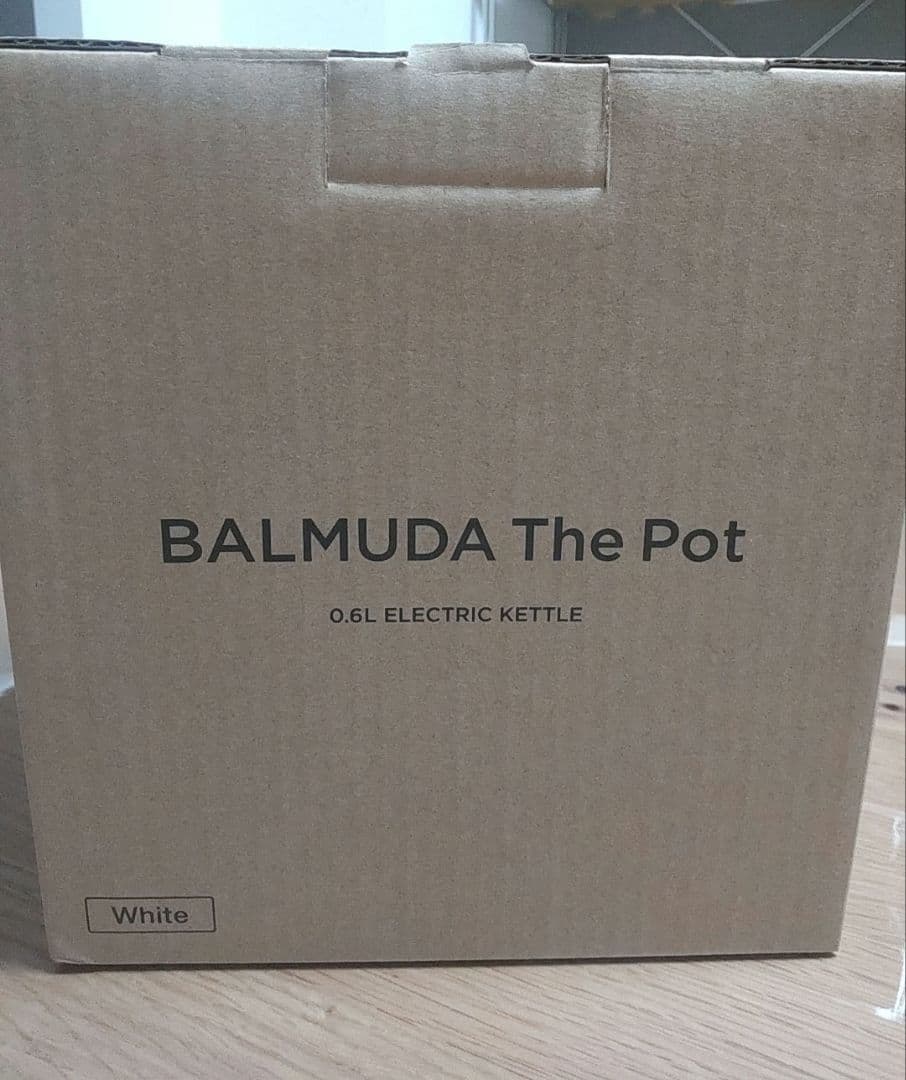 BALMUDA The Pot
0.6L ELECTRIC KETTLE
White